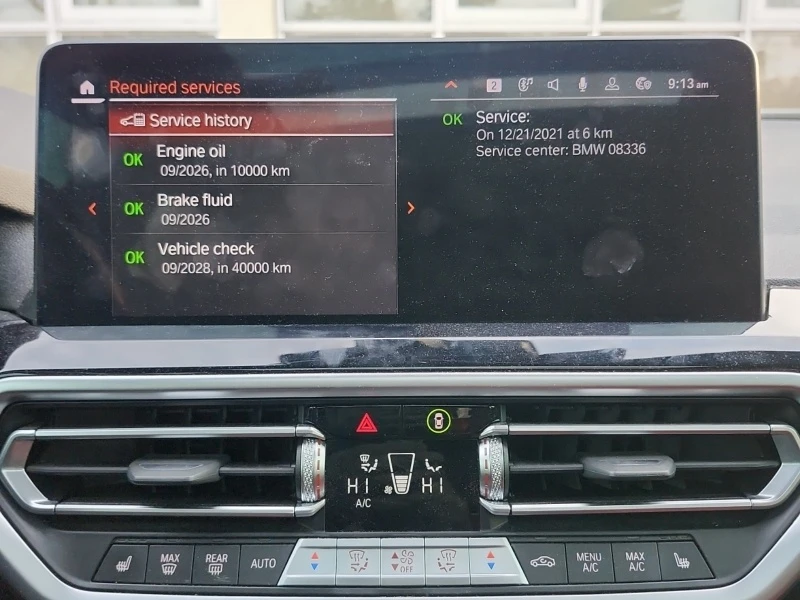 Required services
2
9:13 am
Service history
OK Engine oil
09/2026, in 10000 km
OK Brake fluid
09/2026
OK Vehicle check
09/2028, in 40000 km
OK Service:
On 12/21/2021 at 6 km
Service center: BMW 08336
HI HI
A/C
MAX
REAR
AUTO
OFF
MENU
A/C
MAX
A/C